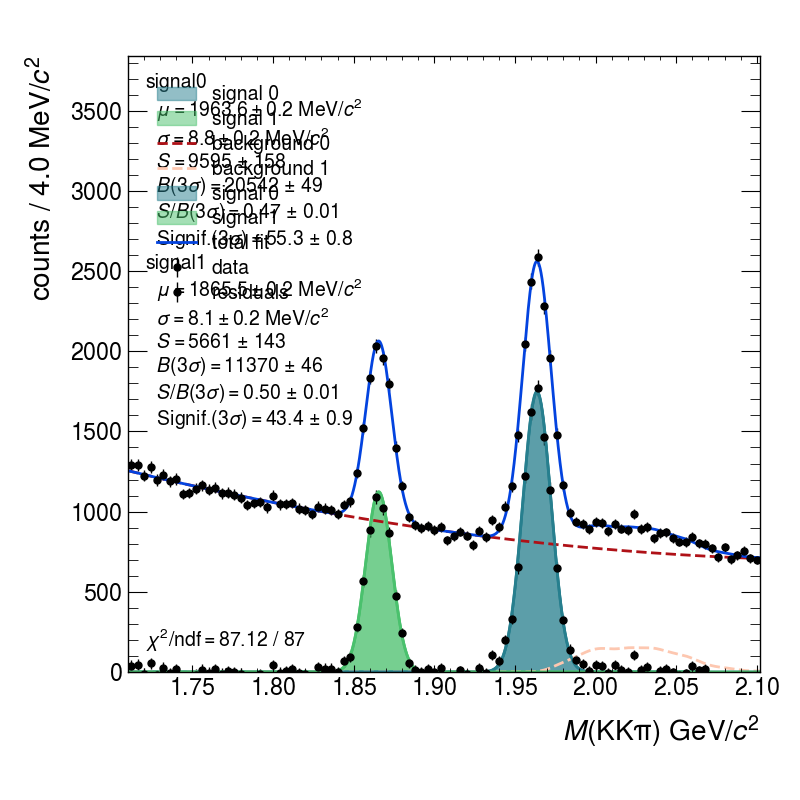 counts / 4.0 MeV/c²
3500
3000
2500
2000
1500
1000
500
0
signal0
μ = 1963.6 ± 0.2 MeV/c²
σ = 8.8 ± 0.2 MeV/c²
S = 9595 ± 158
B(3σ) = 20542 ± 49
S/B(3σ) = 0.47 ± 0.01
Signif.(3σ) = 55.3 ± 0.8
signal1
μ = 1865.5 ± 0.2 MeV/c²
σ = 8.1 ± 0.2 MeV/c²
S = 5661 ± 143
B(3σ) = 11370 ± 46
S/B(3σ) = 0.50 ± 0.01
Signif.(3σ) = 43.4 ± 0.9
signal 0
signal 1
background 0
background 1
signal 0
signal 1
total fit
data
residuals
χ²/ndf = 87.12 / 87
1.75
1.80
1.85
1.90
1.95
2.00
2.05
2.10
M(KKπ) GeV/c²